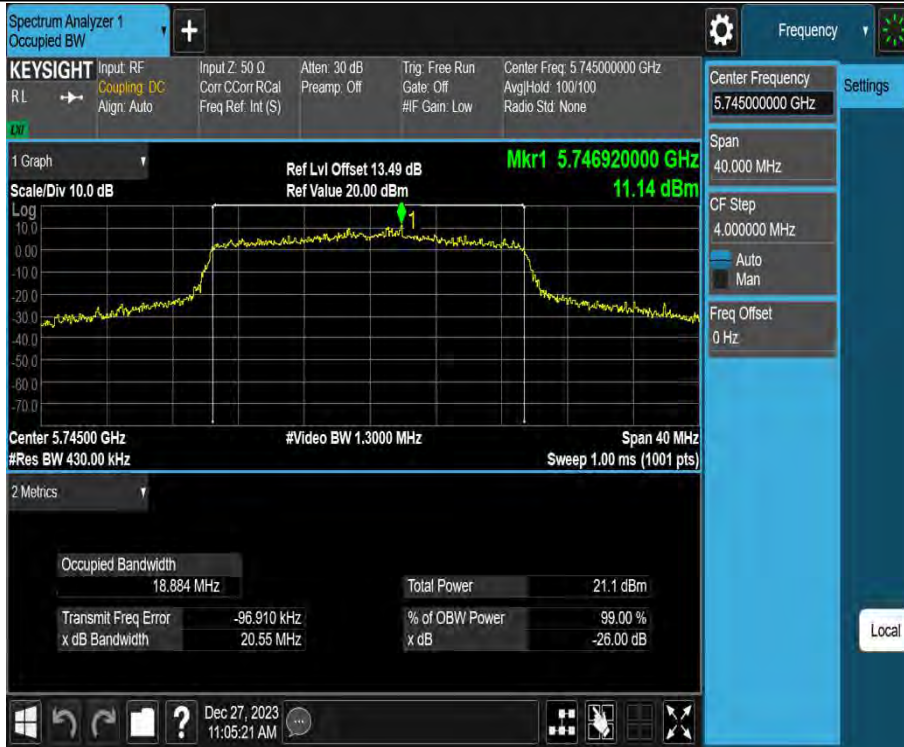 Spectrum Analyzer 1
Occupied BW
+
Frequency
KEYSIGHT
RL
Input: RF
Coupling: DC
Align: Auto
Input Z: 50 Ω
Corr CCorr RCal
Freq Ref: Int (S)
Atten: 30 dB
Preamp: Off
Trig: Free Run
Gate: Off
#IF Gain: Low
Center Freq: 5.745000000 GHz
Avg|Hold: 100/100
Radio Std: None
LXI
1 Graph
Scale/Div 10.0 dB
Ref Lvl Offset 13.49 dB
Ref Value 20.00 dBm
Mkr1 5.746920000 GHz
11.14 dBm
Log
10.0
0.00
-10.0
-20.0
-30.0
-40.0
-50.0
-60.0
-70.0
1
Center 5.74500 GHz
#Video BW 1.3000 MHz
Span 40 MHz
#Res BW 430.00 kHz
Sweep 1.00 ms (1001 pts)
2 Metrics
Occupied Bandwidth
18.884 MHz
Total Power 21.1 dBm
Transmit Freq Error -96.910 kHz
% of OBW Power 99.00 %
x dB Bandwidth 20.55 MHz
x dB -26.00 dB
Center Frequency
5.745000000 GHz
Settings
Span
40.000 MHz
CF Step
4.000000 MHz
Auto
Man
Freq Offset
0 Hz
Local
?
Dec 27, 2023
11:05:21 AM